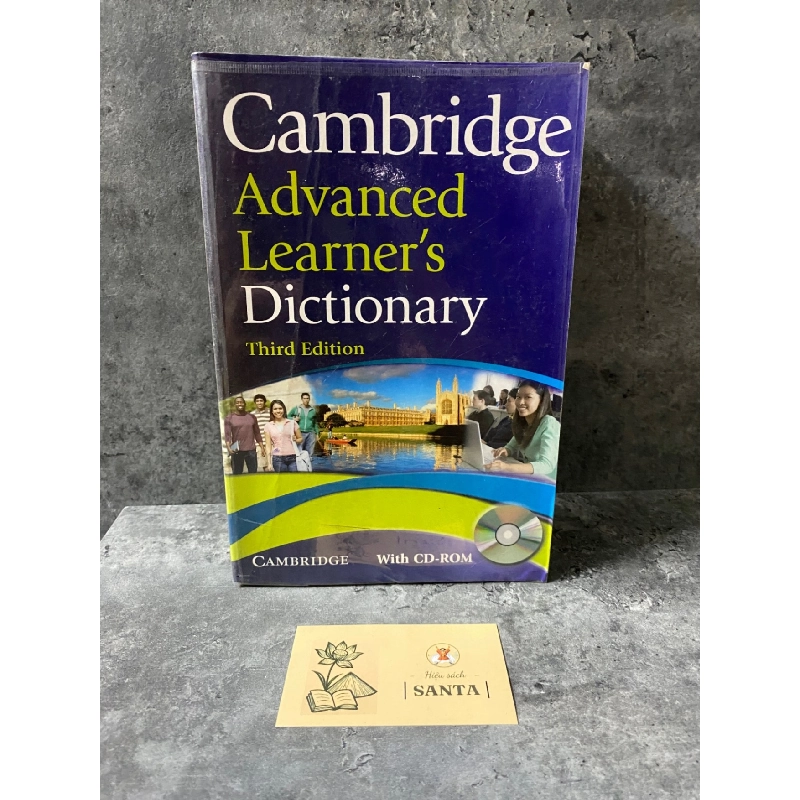 Cambridge
Advanced
Learner's
Dictionary
Third Edition
CAMBRIDGE With CD-ROM
Hiệu sách
SANTA